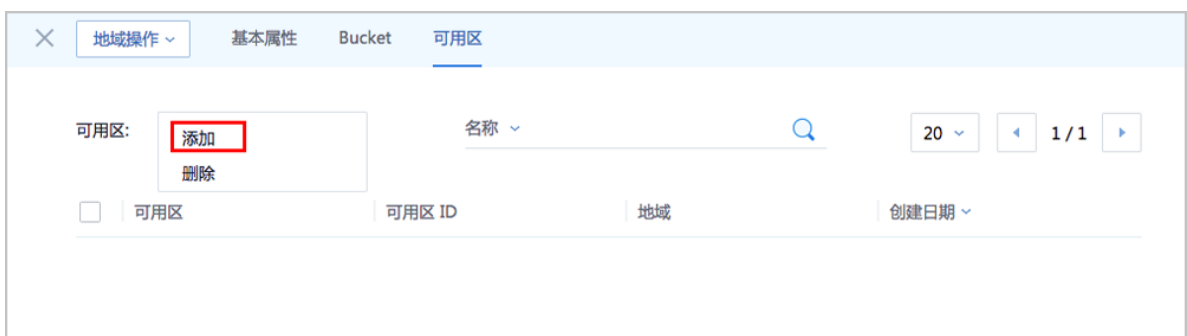 地域操作 基本属性 Bucket 可用区
可用区: 添加 名称 20 1 / 1
删除
可用区 可用区 ID 地域 创建日期